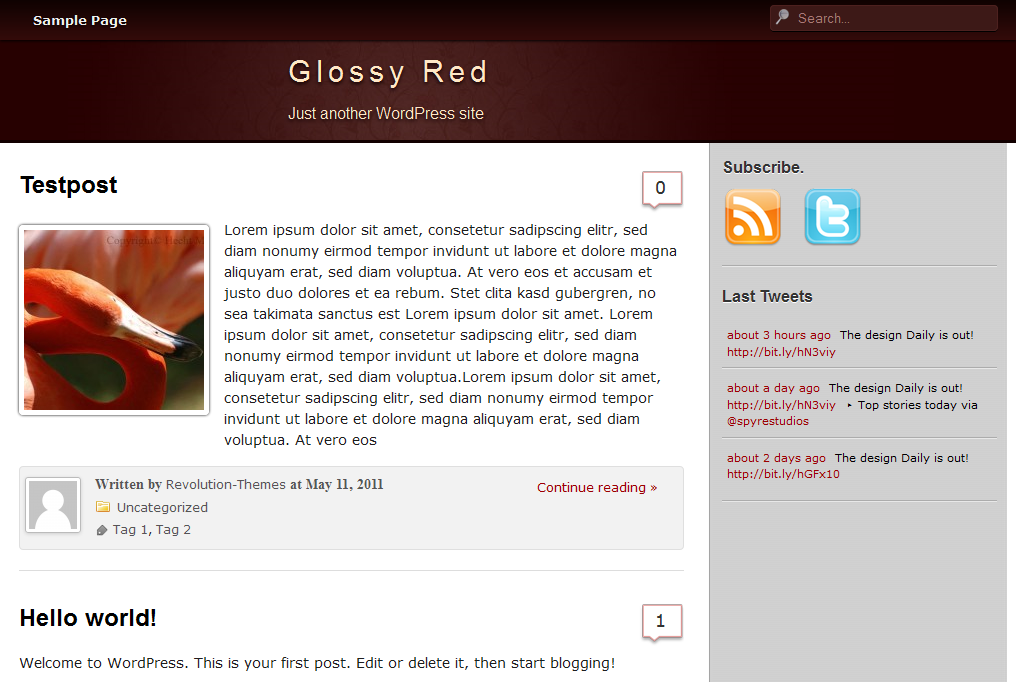 Sample Page
Search...
Glossy Red
Just another WordPress site
Testpost
0
Copyright© Hecht M
Lorem ipsum dolor sit amet, consetetur sadipscing elitr, sed
diam nonumy eirmod tempor invidunt ut labore et dolore magna
aliquyam erat, sed diam voluptua. At vero eos et accusam et
justo duo dolores et ea rebum. Stet clita kasd gubergren, no
sea takimata sanctus est Lorem ipsum dolor sit amet. Lorem
ipsum dolor sit amet, consetetur sadipscing elitr, sed diam
nonumy eirmod tempor invidunt ut labore et dolore magna
aliquyam erat, sed diam voluptua.Lorem ipsum dolor sit amet,
consetetur sadipscing elitr, sed diam nonumy eirmod tempor
invidunt ut labore et dolore magna aliquyam erat, sed diam
voluptua. At vero eos
Written by Revolution-Themes at May 11, 2011
Continue reading »
Uncategorized
Tag 1, Tag 2
Hello world!
1
Welcome to WordPress. This is your first post. Edit or delete it, then start blogging!
Subscribe.
Last Tweets
about 3 hours ago The design Daily is out!
http://bit.ly/hN3viy
about a day ago The design Daily is out!
http://bit.ly/hN3viy ‣ Top stories today via
@spyrestudios
about 2 days ago The design Daily is out!
http://bit.ly/hGFx10